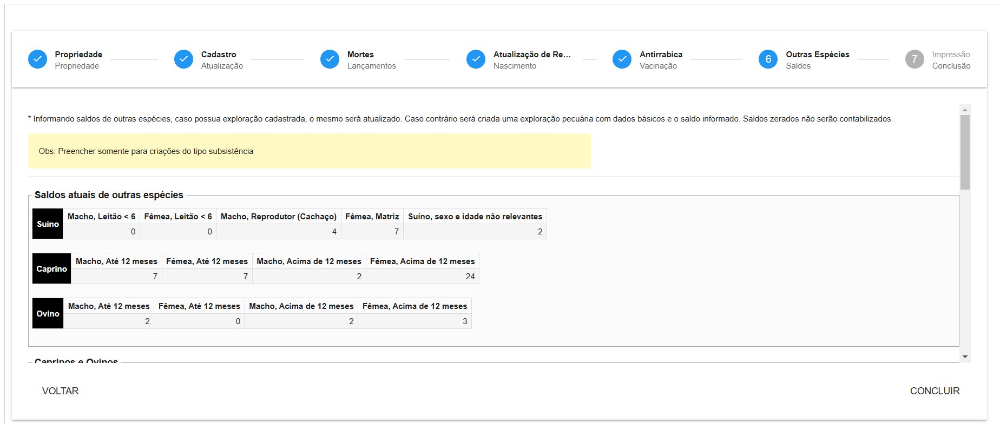 Propriedade
Propriedade
Cadastro
Atualização
Mortes
Lançamentos
Atualização de Re...
Nascimento
Antirrabica
Vacinação
6
Outras Espécies
Saldos
7
Impressão
Conclusão
* Informando saldos de outras espécies, caso possua exploração cadastrada, o mesmo será atualizado. Caso contrário será criada uma exploração pecuária com dados básicos e o saldo informado. Saldos zerados não serão contabilizados.
Obs: Preencher somente para criações do tipo subsistência
Saldos atuais de outras espécies
Suíno
Macho, Leitão < 6 Fêmea, Leitão < 6 Macho, Reprodutor (Cachaço) Fêmea, Matriz Suíno, sexo e idade não relevantes
0 0 4 7 2
Caprino
Macho, Até 12 meses Fêmea, Até 12 meses Macho, Acima de 12 meses Fêmea, Acima de 12 meses
7 7 2 24
Ovino
Macho, Até 12 meses Fêmea, Até 12 meses Macho, Acima de 12 meses Fêmea, Acima de 12 meses
2 0 2 3
Caprinos e Ovinos
VOLTAR
CONCLUIR